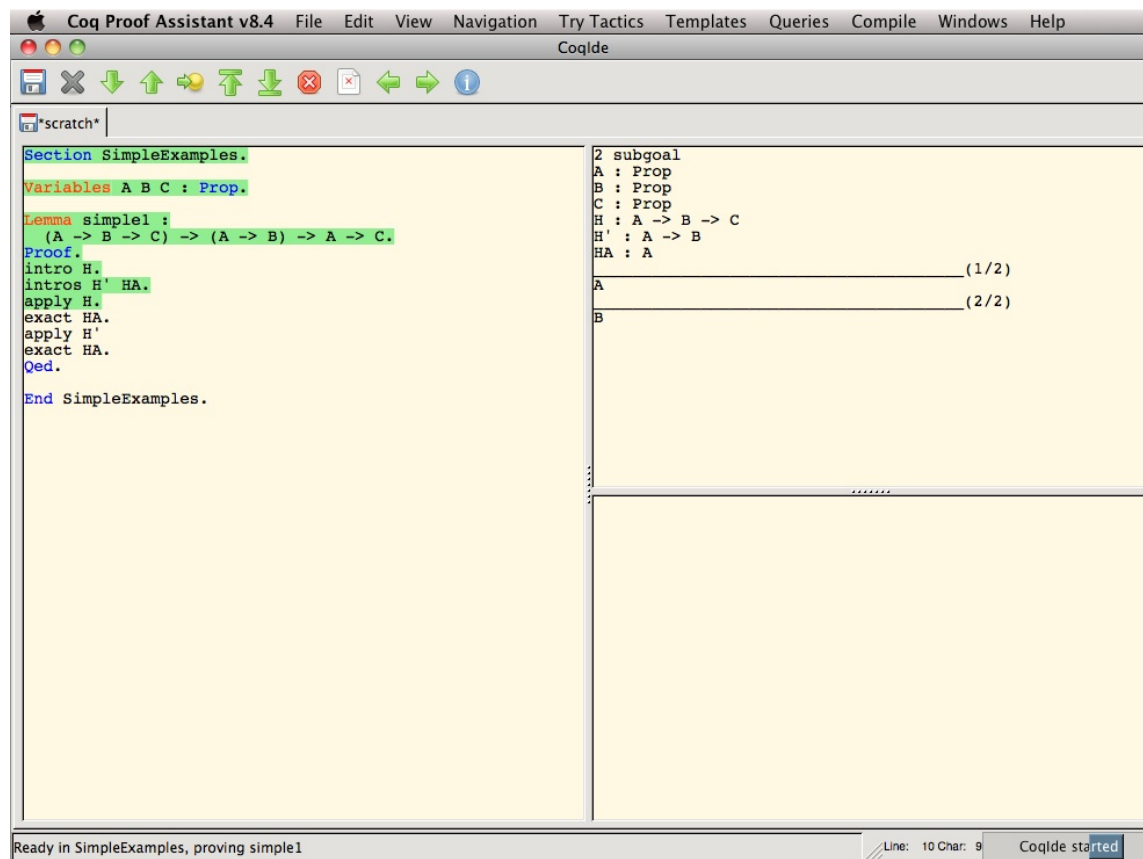 Coq Proof Assistant v8.4 File Edit View Navigation Try Tactics Templates Queries Compile Windows Help
CoqIde
*scratch*
Section SimpleExamples.
Variables A B C : Prop.
Lemma simple1 :
(A -> B -> C) -> (A -> B) -> A -> C.
Proof.
intro H.
intros H' HA.
apply H.
exact HA.
apply H'
exact HA.
Qed.
End SimpleExamples.
2 subgoal
A : Prop
B : Prop
C : Prop
H : A -> B -> C
H' : A -> B
HA : A
______________________________________(1/2)
A
______________________________________(2/2)
B
Ready in SimpleExamples, proving simple1
Line: 10 Char: 9
CoqIde started